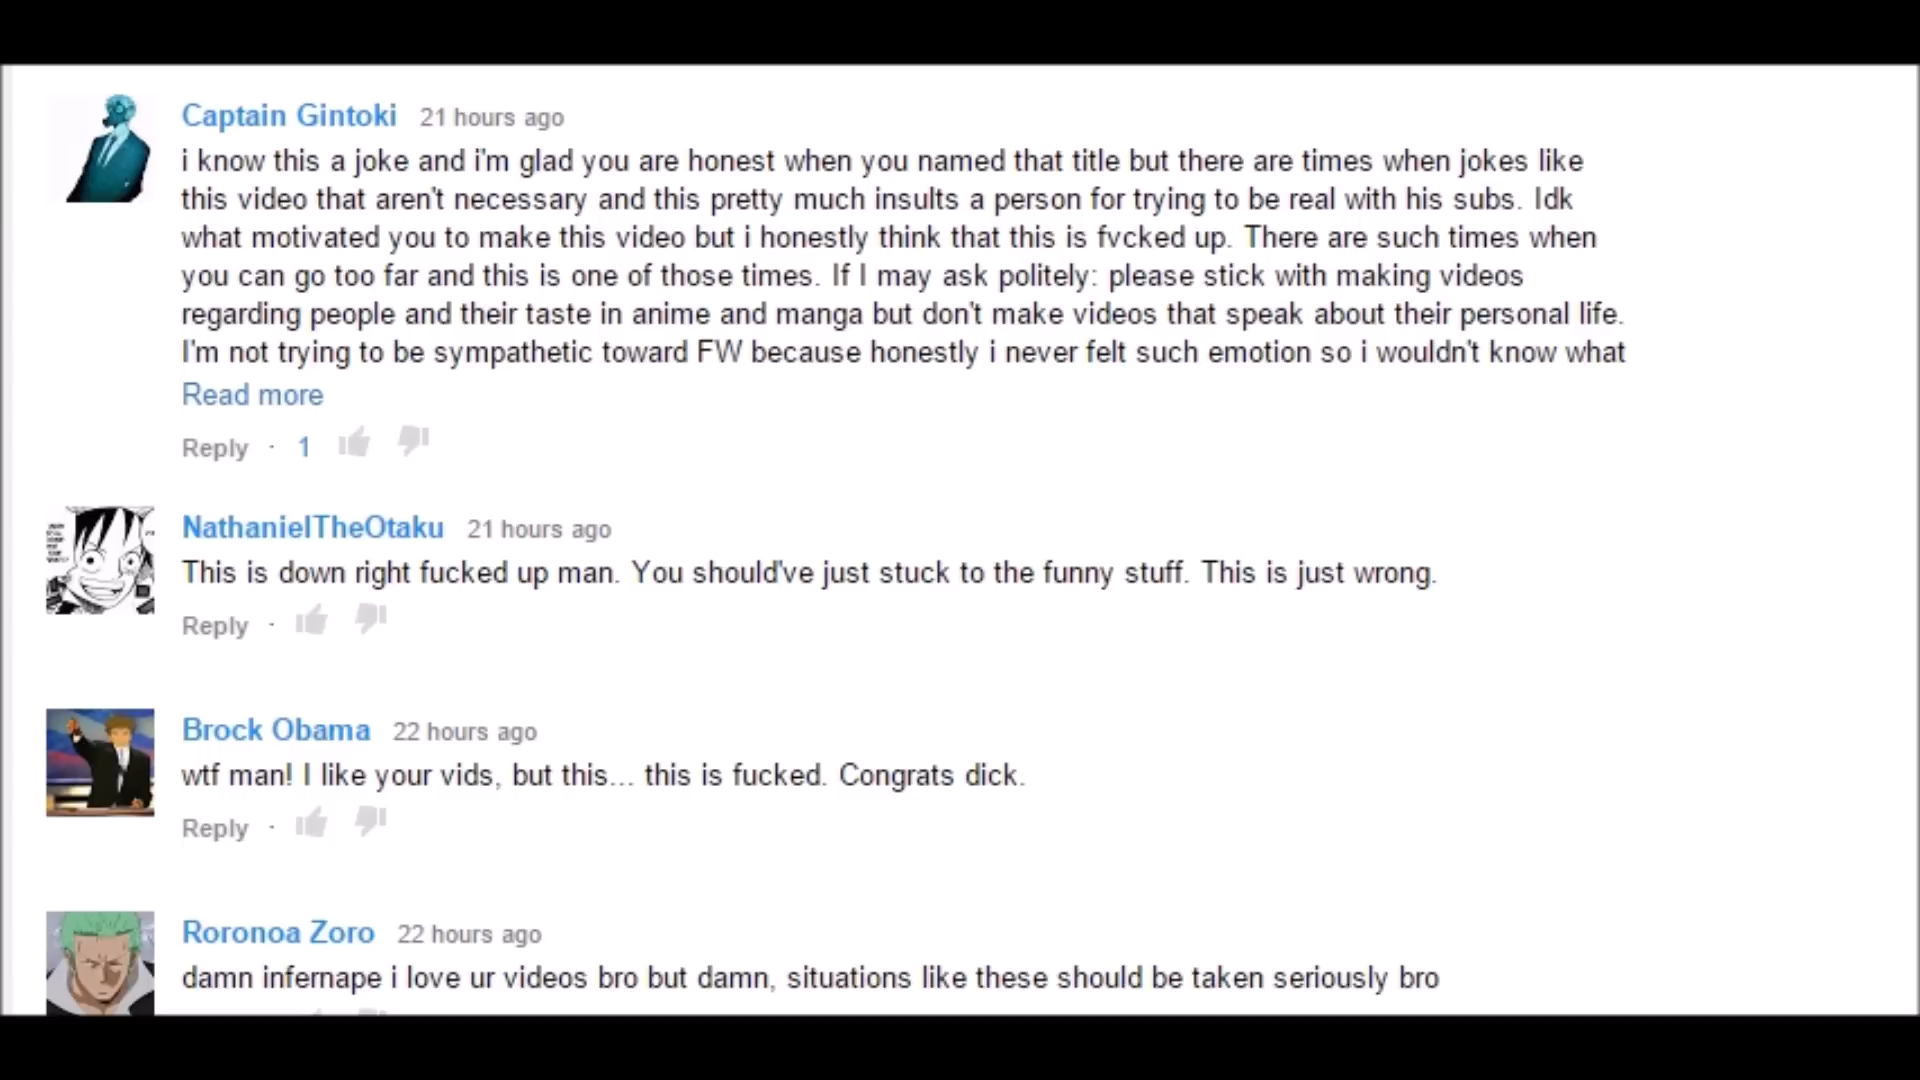 Captain Gintoki 21 hours ago
i know this a joke and i'm glad you are honest when you named that title but there are times when jokes like
this video that aren't necessary and this pretty much insults a person for trying to be real with his subs. Idk
what motivated you to make this video but i honestly think that this is fvcked up. There are such times when
you can go too far and this is one of those times. If I may ask politely: please stick with making videos
regarding people and their taste in anime and manga but don't make videos that speak about their personal life.
I'm not trying to be sympathetic toward FW because honestly i never felt such emotion so i wouldn't know what
Read more
Reply · 1
NathanielTheOtaku 21 hours ago
This is down right fucked up man. You should've just stuck to the funny stuff. This is just wrong.
Reply ·
Brock Obama 22 hours ago
wtf man! I like your vids, but this... this is fucked. Congrats dick.
Reply ·
Roronoa Zoro 22 hours ago
damn infernape i love ur videos bro but damn, situations like these should be taken seriously bro